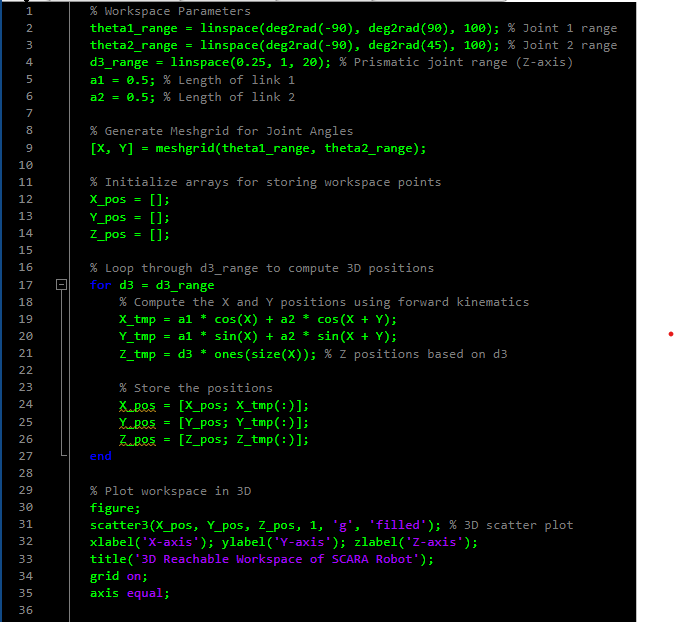 1 % Workspace Parameters
2 theta1_range = linspace(deg2rad(-90), deg2rad(90), 100); % Joint 1 range
3 theta2_range = linspace(deg2rad(-90), deg2rad(45), 100); % Joint 2 range
4 d3_range = linspace(0.25, 1, 20); % Prismatic joint range (Z-axis)
5 a1 = 0.5; % Length of link 1
6 a2 = 0.5; % Length of link 2
7
8 % Generate Meshgrid for Joint Angles
9 [X, Y] = meshgrid(theta1_range, theta2_range);
10
11 % Initialize arrays for storing workspace points
12 X_pos = [];
13 Y_pos = [];
14 Z_pos = [];
15
16 % Loop through d3_range to compute 3D positions
17 for d3 = d3_range
18 % Compute the X and Y positions using forward kinematics
19 X_tmp = a1 * cos(X) + a2 * cos(X + Y);
20 Y_tmp = a1 * sin(X) + a2 * sin(X + Y);
21 Z_tmp = d3 * ones(size(X)); % Z positions based on d3
22
23 % Store the positions
24 X_pos = [X_pos; X_tmp(:)];
25 Y_pos = [Y_pos; Y_tmp(:)];
26 Z_pos = [Z_pos; Z_tmp(:)];
27 end
28
29 % Plot workspace in 3D
30 figure;
31 scatter3(X_pos, Y_pos, Z_pos, 1, 'g', 'filled'); % 3D scatter plot
32 xlabel('X-axis'); ylabel('Y-axis'); zlabel('Z-axis');
33 title('3D Reachable Workspace of SCARA Robot');
34 grid on;
35 axis equal;
36